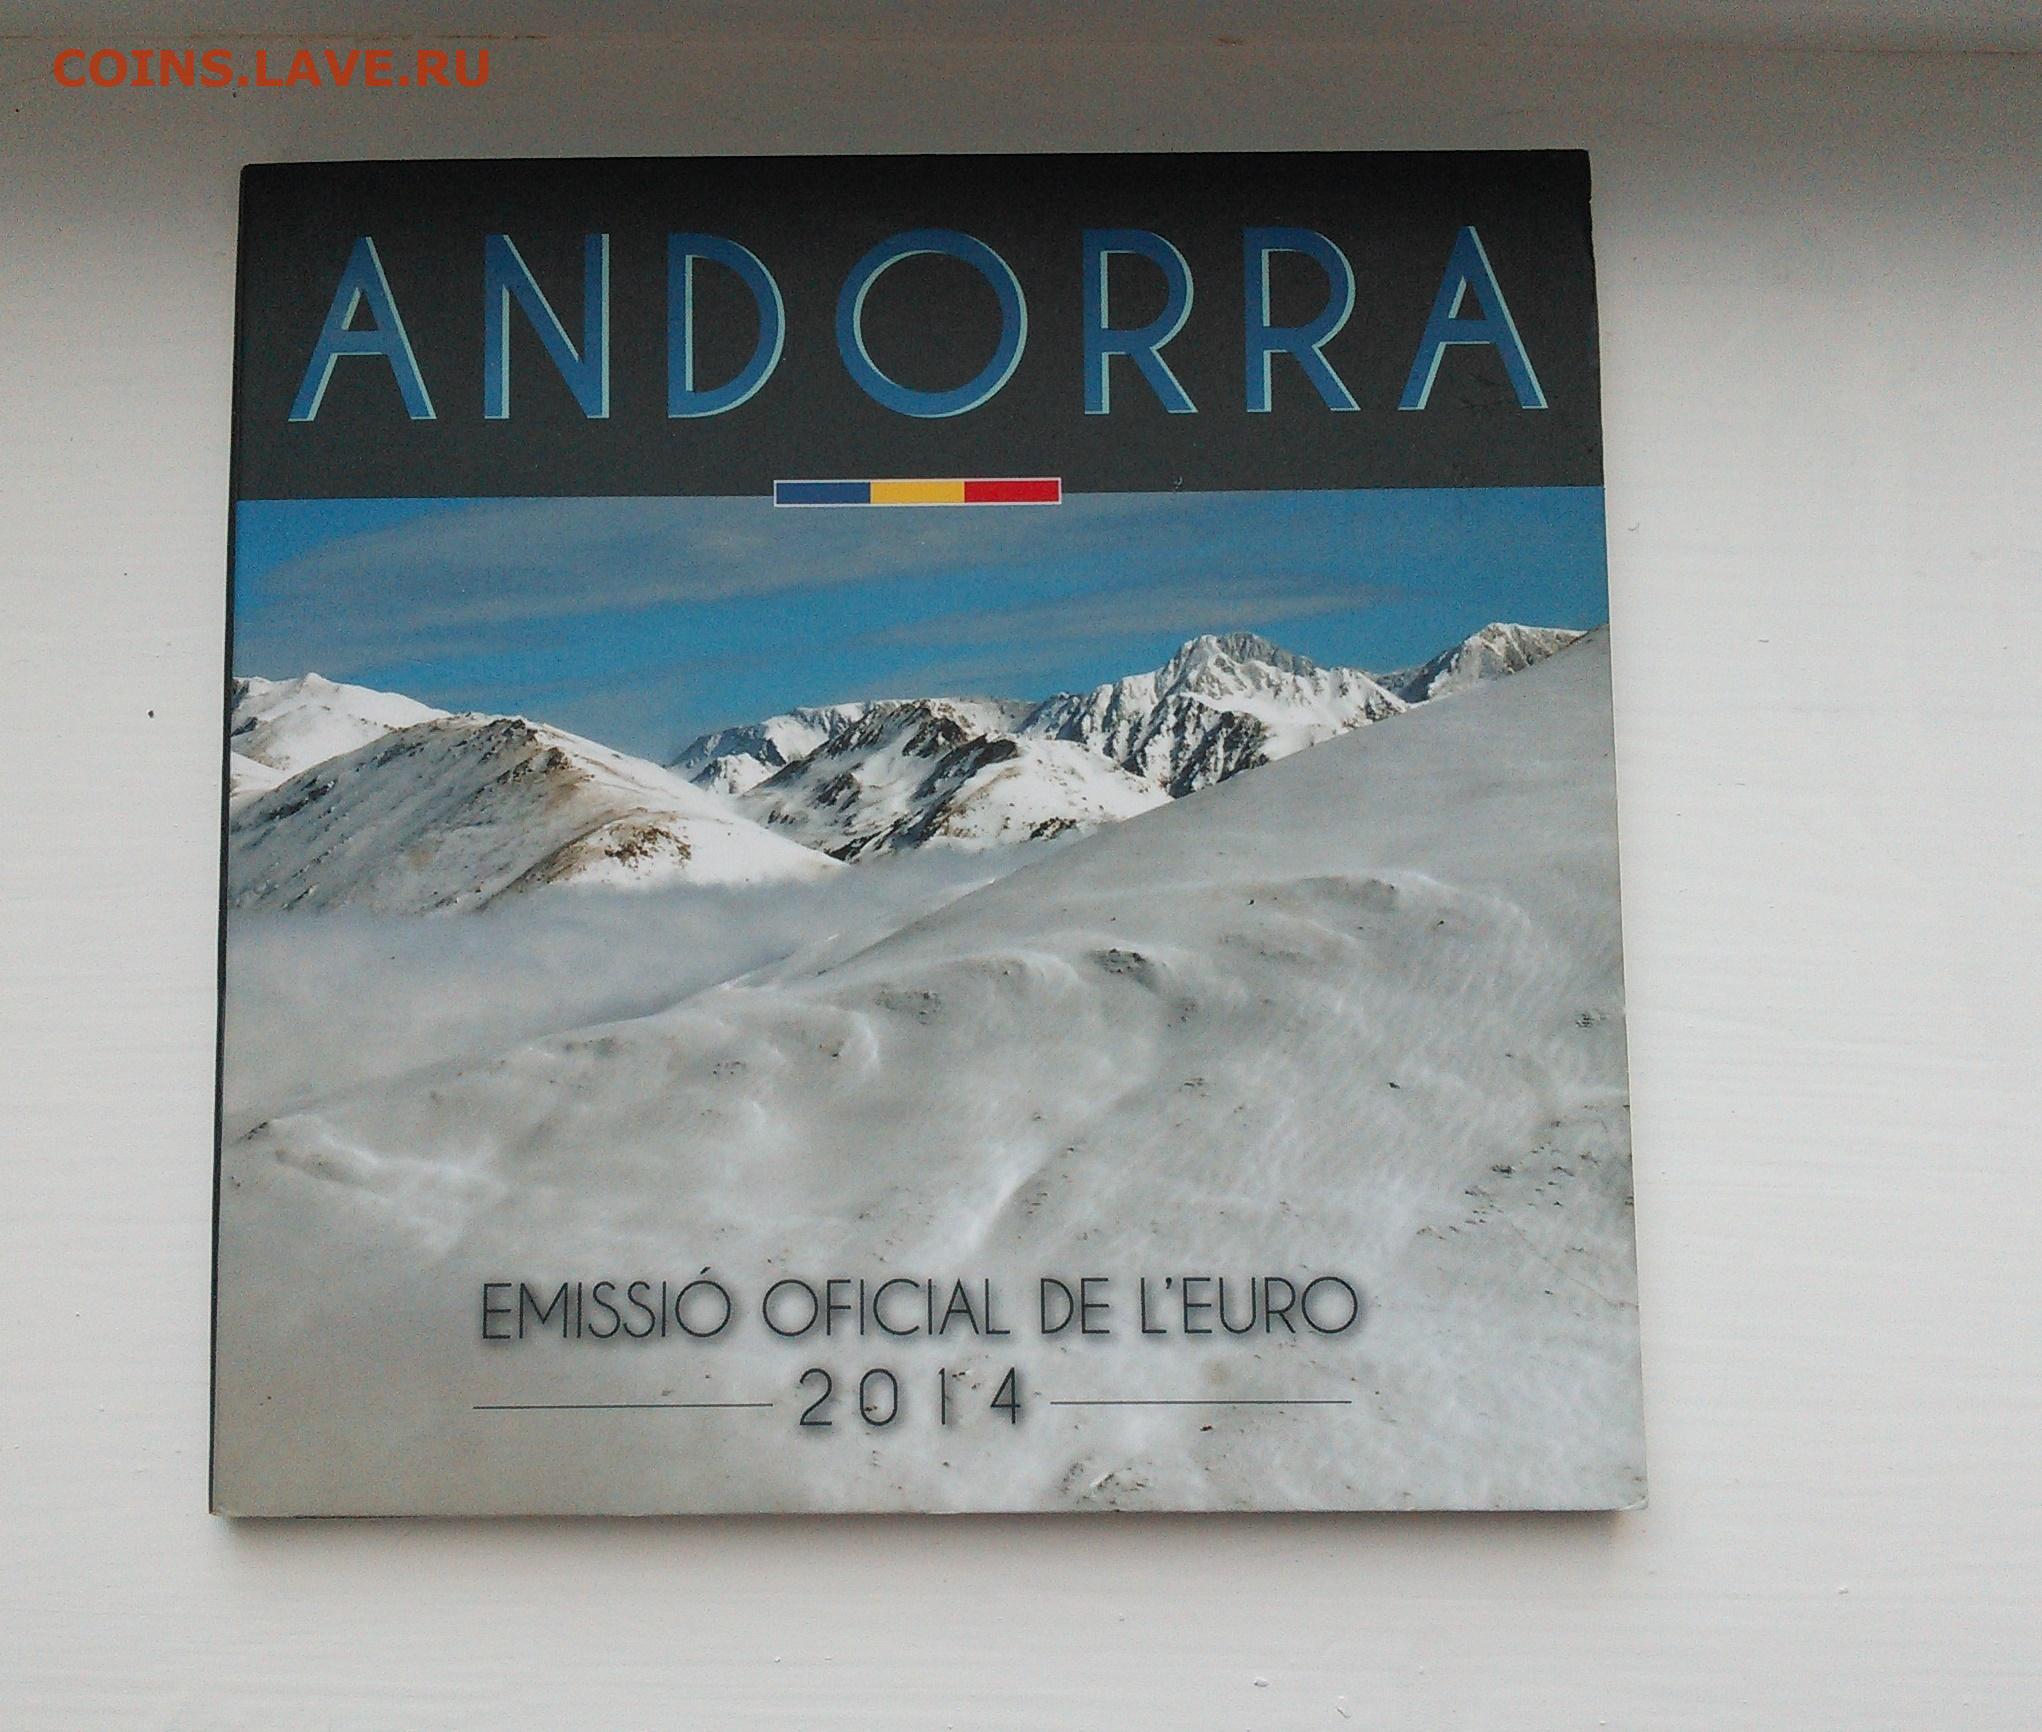 COINS.LAVE.RU
ANDORRA
EMISSIÓ OFICIAL DE L'EURO
2014